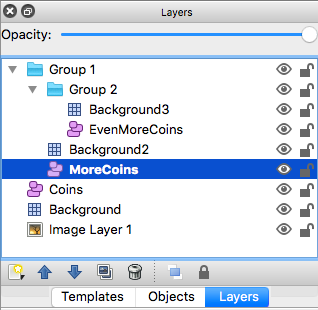 Layers
Opacity:
Group 1
Group 2
Background3
EvenMoreCoins
Background2
MoreCoins
Coins
Background
Image Layer 1
Templates Objects Layers